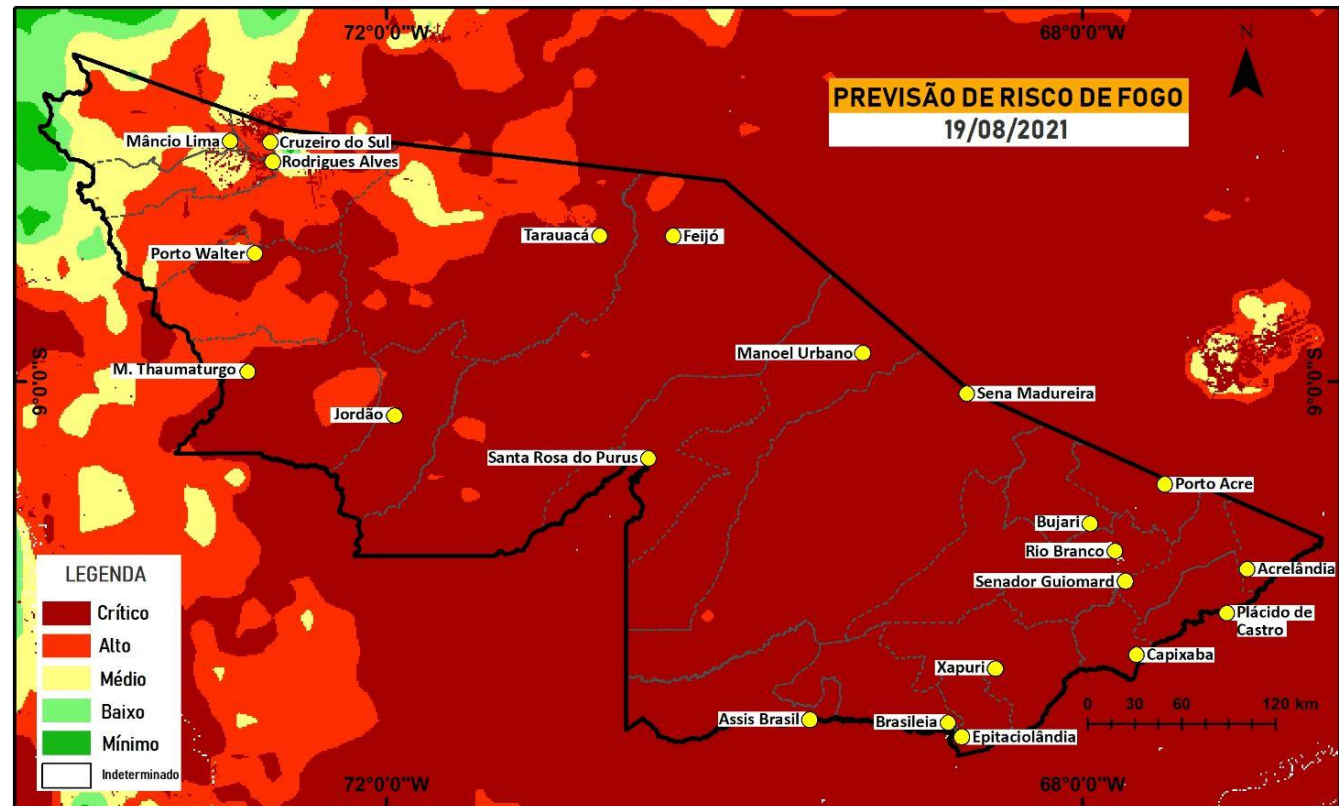 72°0'0"W
68°0'0"W
N
PREVISÃO DE RISCO DE FOGO
19/08/2021
Mâncio Lima
Cruzeiro do Sul
Rodrigues Alves
Tarauacá
Feijó
Porto Walter
Manoel Urbano
M. Thaumaturgo
9°0'0"S
9°0'0"S
Sena Madureira
Jordão
Santa Rosa do Purus
Porto Acre
Bujari
Rio Branco
Acrelândia
Senador Guiomard
Plácido de
Castro
Capixaba
Xapuri
Assis Brasil
Brasileia
Epitaciolândia
0 30 60 120 km
LEGENDA
Crítico
Alto
Médio
Baixo
Mínimo
Indeterminado
72°0'0"W
68°0'0"W